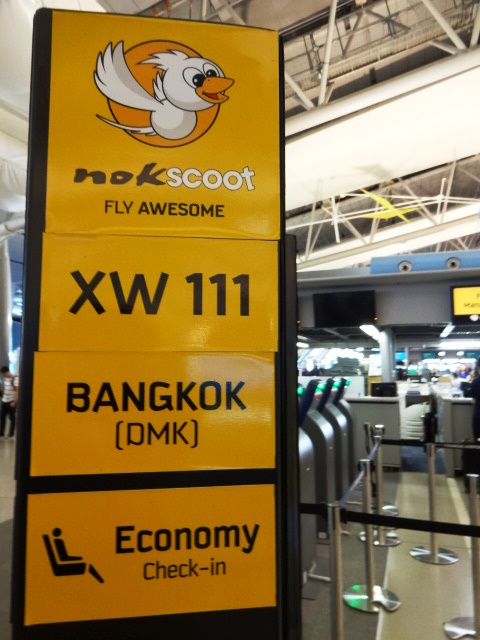 nokscoot
FLY AWESOME
XW 111
BANGKOK
(DMK)
Economy
Check-in